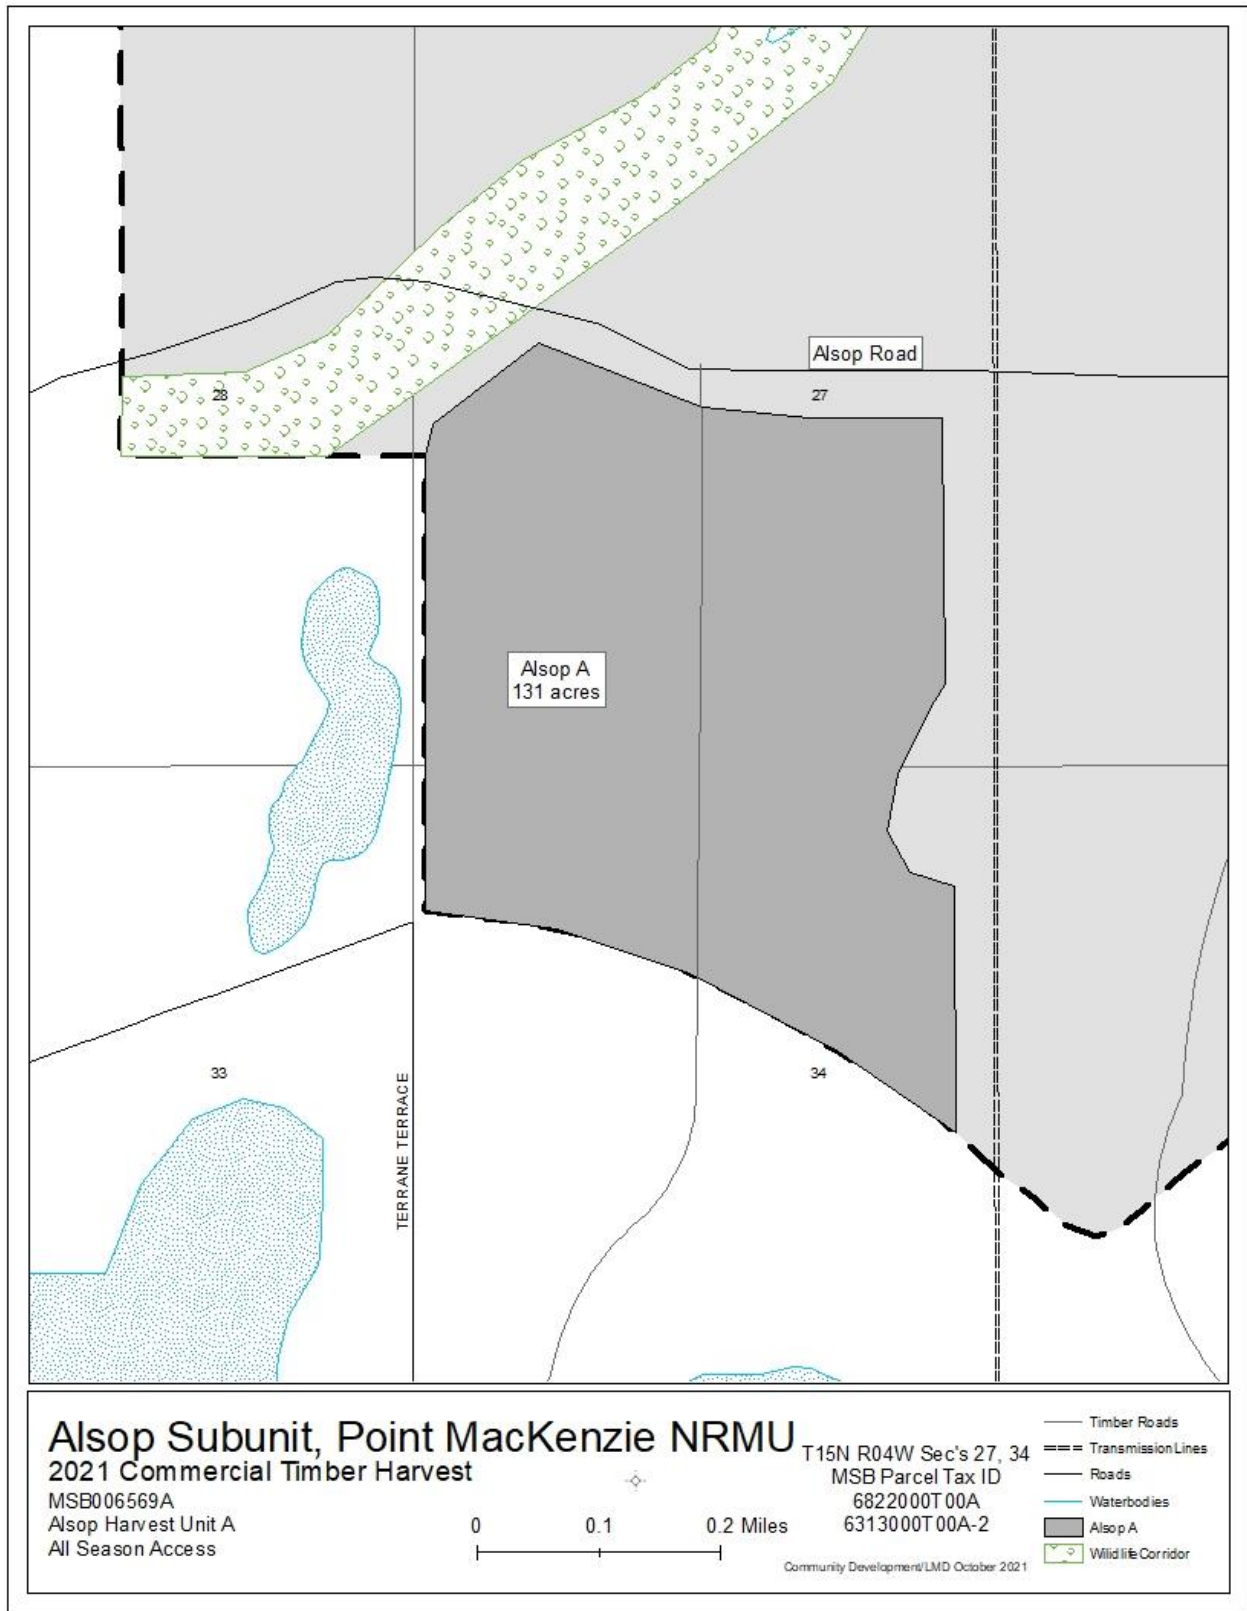 Alsop Road
28
27
Alsop A
131 acres
33
34
TERRANE TERRACE
Alsop Subunit, Point MacKenzie NRMU
2021 Commercial Timber Harvest
MSB006569A
Alsop Harvest Unit A
All Season Access
0 0.1 0.2 Miles
T15N R04W Sec's 27, 34
MSB Parcel Tax ID
6822000T00A
6313000T00A-2
Community Development/LMD October 2021
Timber Roads
Transmission Lines
Roads
Waterbodies
Alsop A
Wildlife Corridor